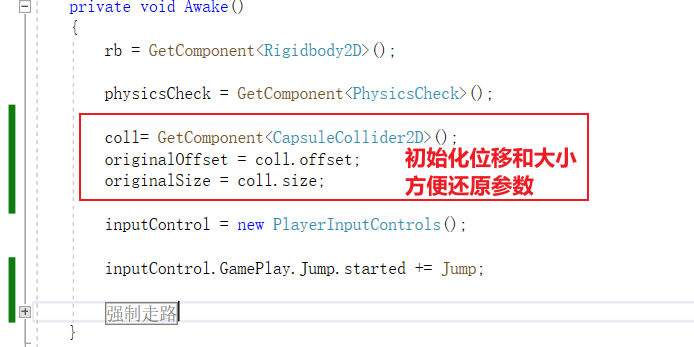 private void Awake()
{
rb = GetComponent<Rigidbody2D>();
physicsCheck = GetComponent<PhysicsCheck>();
coll= GetComponent<CapsuleCollider2D>();
originalOffset = coll.offset;
originalSize = coll.size;
初始化位移和大小
方便还原参数
inputControl = new PlayerInputControls();
inputControl.GamePlay.Jump.started += Jump;
强制走路
}